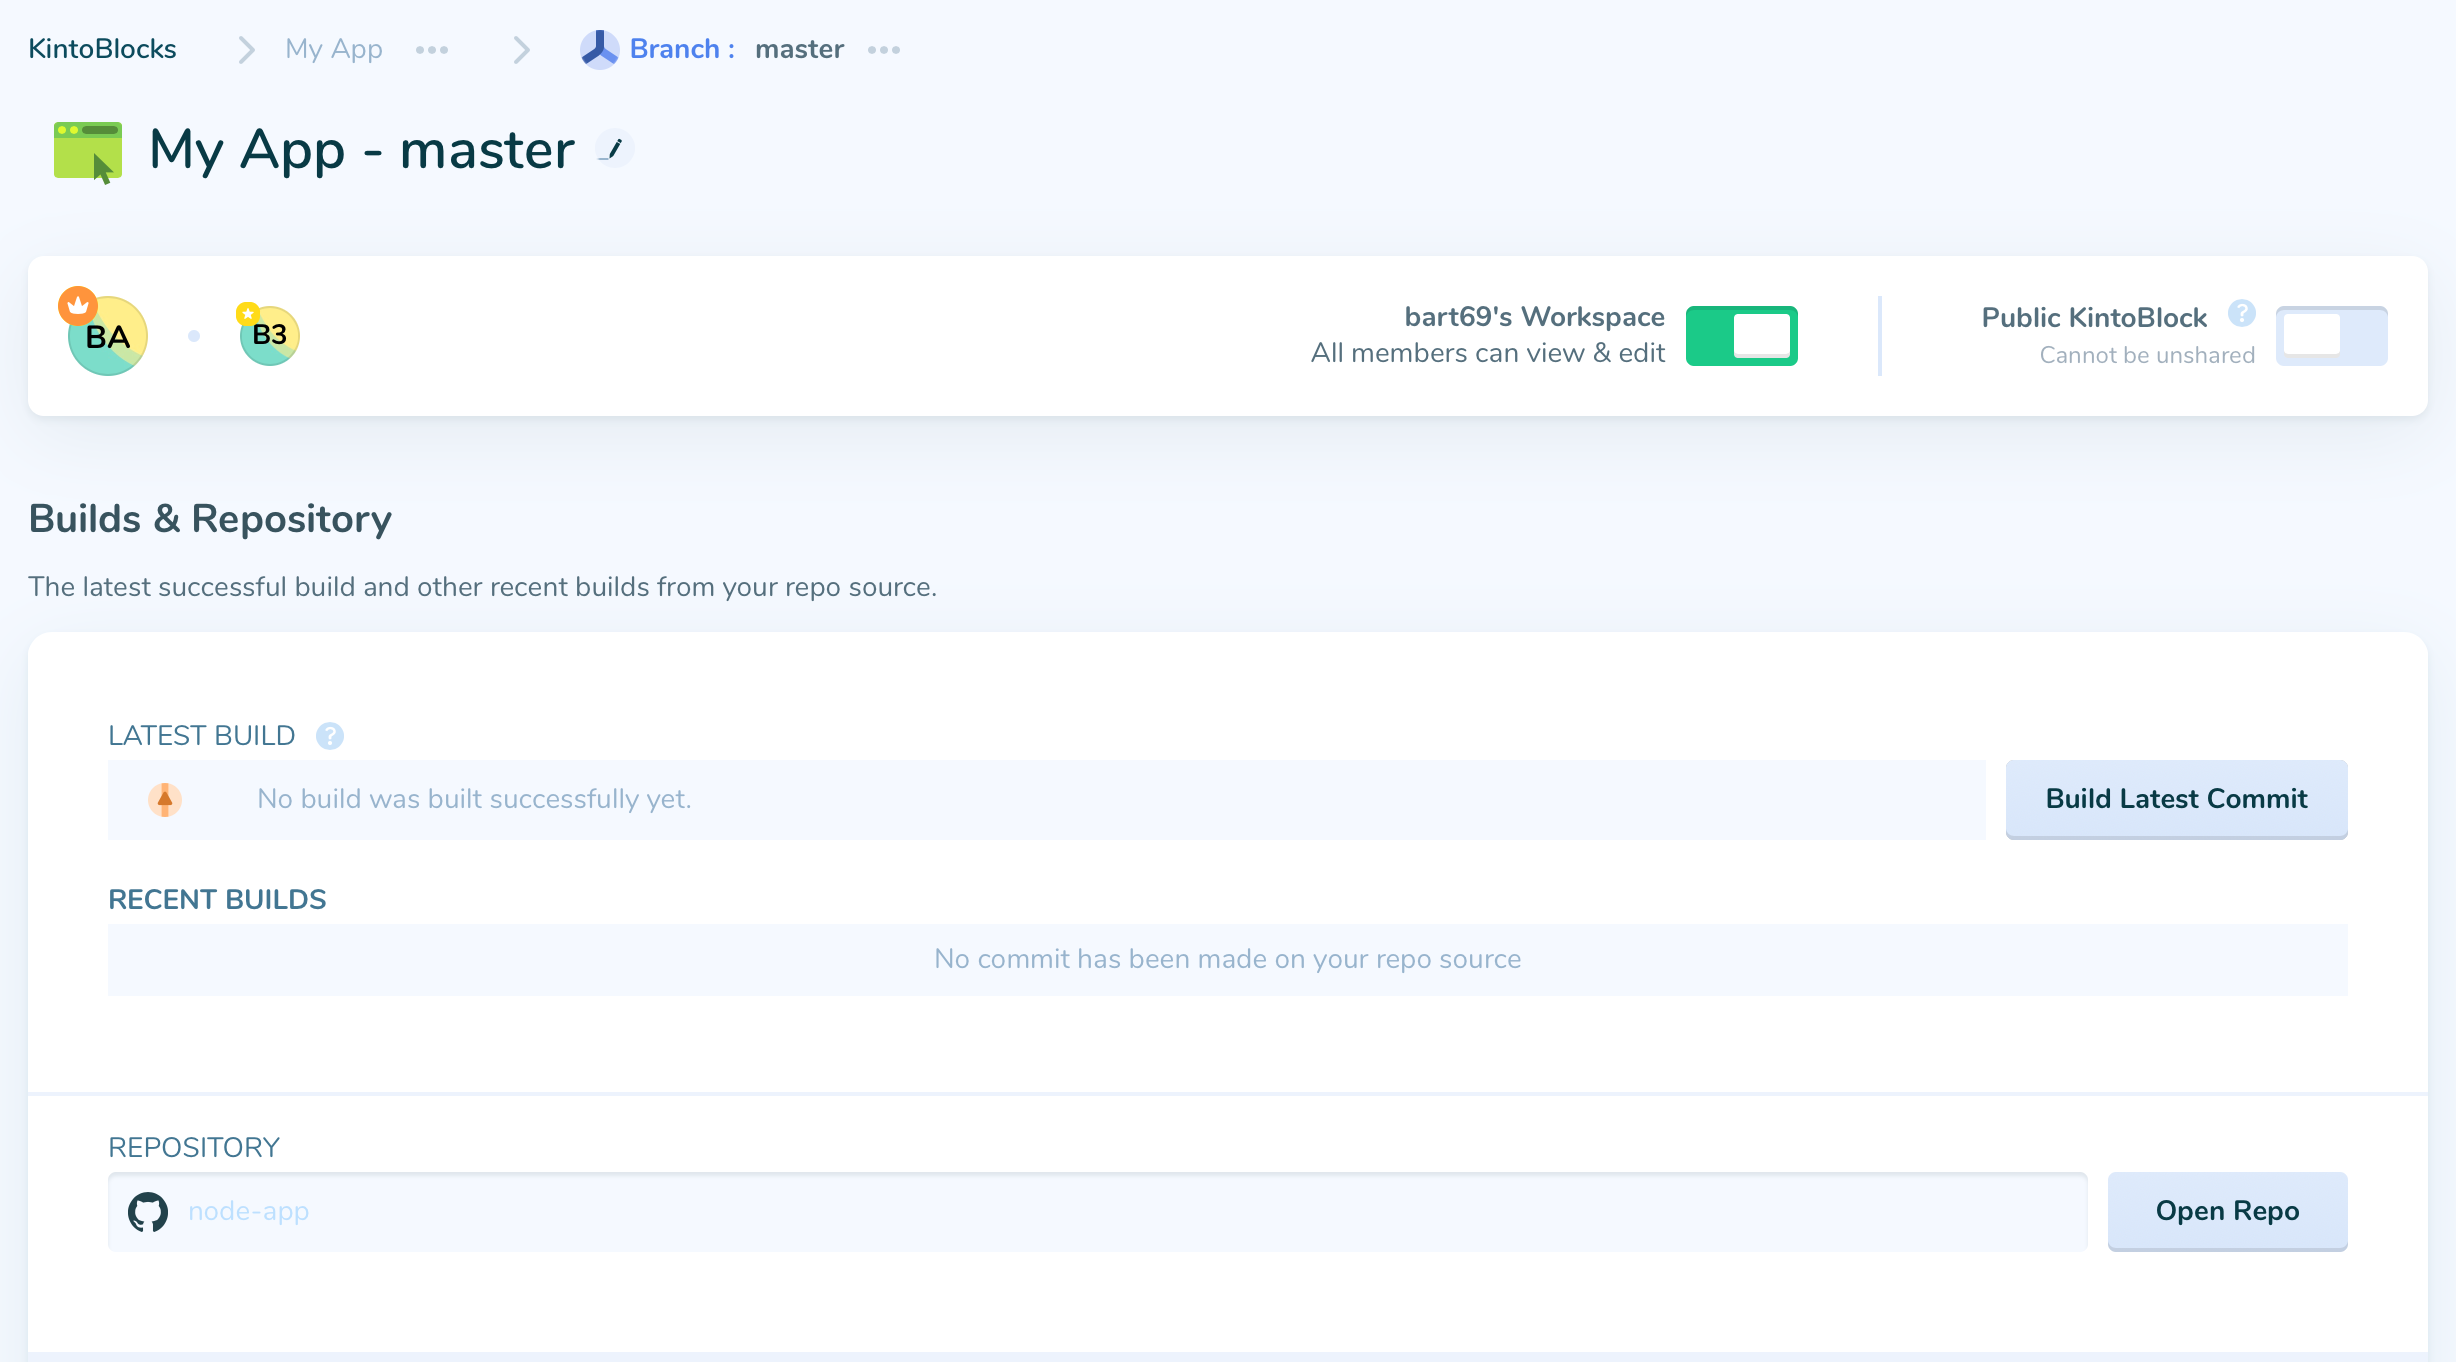 KintoBlocks My App Branch : master
My App - master
BA B3
bart69's Workspace
All members can view & edit
Public KintoBlock ?
Cannot be unshared
Builds & Repository
The latest successful build and other recent builds from your repo source.
LATEST BUILD ?
No build was built successfully yet.
Build Latest Commit
RECENT BUILDS
No commit has been made on your repo source
REPOSITORY
node-app
Open Repo